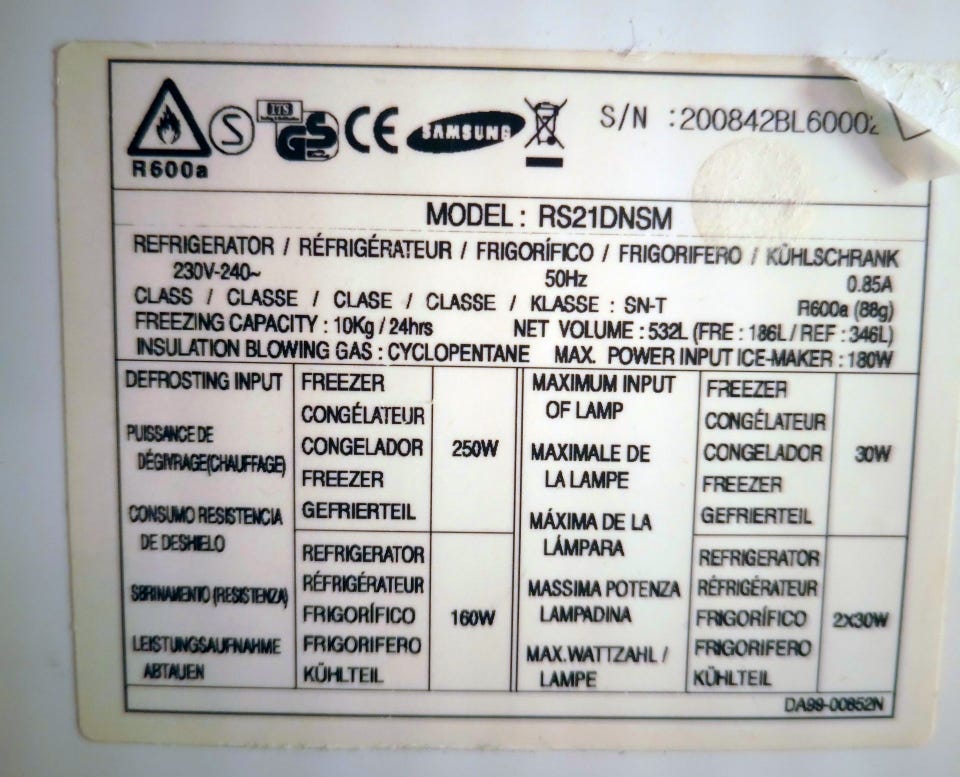 R600a
S
ITS
GS
CE
SAMSUNG
S/N :200842BL60002
MODEL : RS21DNSM
REFRIGERATOR / RÉFRIGÉRATEUR / FRIGORÍFICO / FRIGORIFERO / KÜHLSCHRANK
230V-240~ 50Hz 0.85A
CLASS / CLASSE / CLASE / CLASSE / KLASSE : SN-T R600a (88g)
FREEZING CAPACITY : 10Kg / 24hrs NET VOLUME : 532L (FRE : 186L / REF : 346L)
INSULATION BLOWING GAS : CYCLOPENTANE MAX. POWER INPUT ICE-MAKER : 180W
DEFROSTING INPUT
PUISSANCE DE
DÉGIVRAGE(CHAUFFAGE)
CONSUMO RESISTENCIA
DE DESHIELO
SBRINAMENTO (RESISTENZA)
LEISTUNGSAUFNAHME
ABTAUEN
FREEZER
CONGÉLATEUR
CONGELADOR
FREEZER
GEFRIERTEIL
250W
REFRIGERATOR
RÉFRIGÉRATEUR
FRIGORÍFICO
FRIGORIFERO
KÜHLTEIL
160W
MAXIMUM INPUT
OF LAMP
MAXIMALE DE
LA LAMPE
MÁXIMA DE LA
LÁMPARA
MASSIMA POTENZA
LAMPADINA
MAX.WATTZAHL /
LAMPE
FREEZER
CONGÉLATEUR
CONGELADOR
FREEZER
GEFRIERTEIL
30W
REFRIGERATOR
RÉFRIGÉRATEUR
FRIGORÍFICO
FRIGORIFERO
KÜHLTEIL
2X30W
DA99-00852N